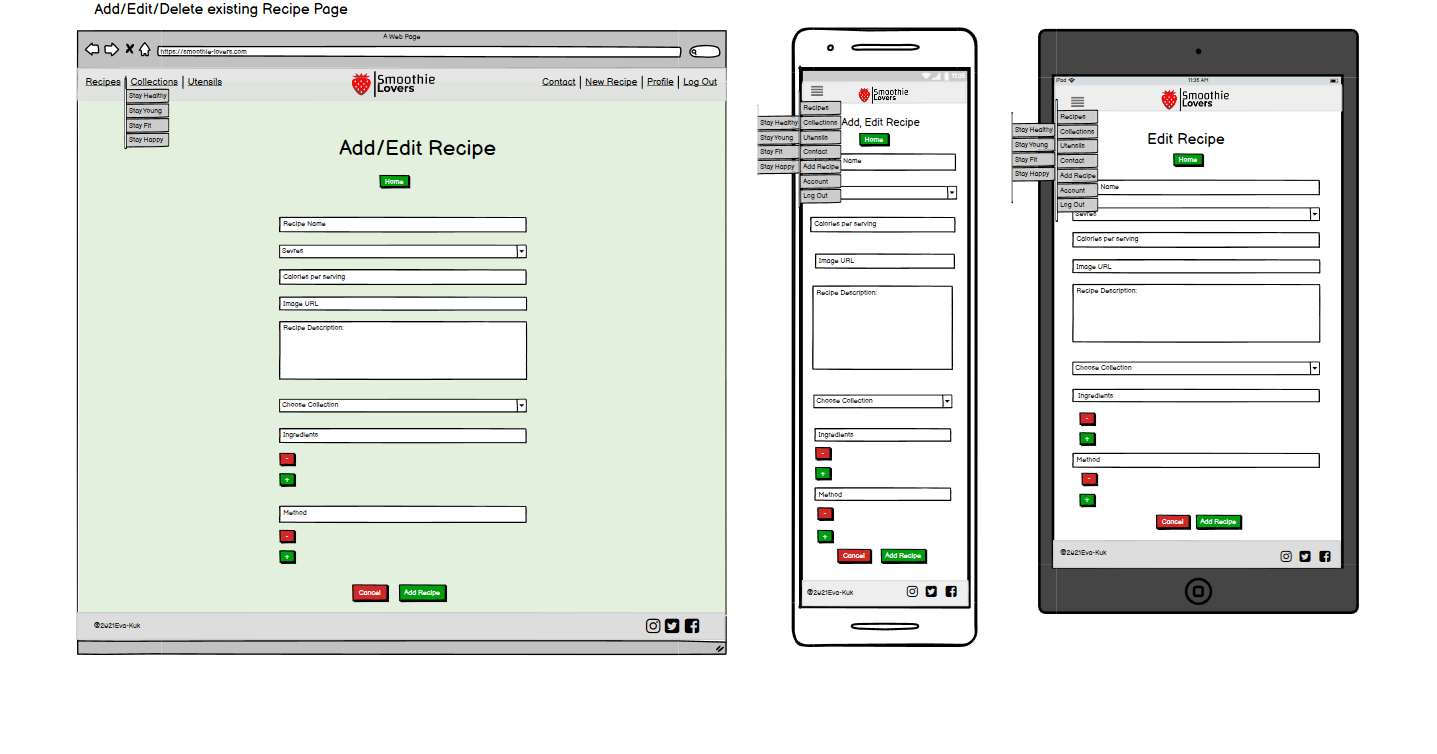 Add/Edit/Delete existing Recipe Page
A Web Page
https://smoothie-lovers.com
Recipes Collections Utensils
Smoothie
Lovers
Contact New Recipe Profile Log Out
Stay Healthy
Stay Young
Stay Fit
Stay Happy
Add/Edit Recipe
Home
Recipe Name
Sevres
Calories per serving
Image URL
Recipe Description:
Choose Collection
Ingredients
-
+
Method
-
+
Cancel Add Recipe
©2021Eva-Kuk
11:35
Smoothie
Lovers
Recipes
Collections
Utensils
Contact
Add Recipe
Account
Log Out
Stay Healthy
Stay Young
Stay Fit
Stay Happy
Add, Edit Recipe
Home
Name
Calories per serving
Image URL
Recipe Description:
Choose Collection
Ingredients
-
+
Method
-
+
Cancel Add Recipe
©2021Eva-Kuk
iPad 11:35 AM
Smoothie
Lovers
Recipes
Collections
Utensils
Contact
Add Recipe
Account
Log Out
Stay Healthy
Stay Young
Stay Fit
Stay Happy
Edit Recipe
Home
Name
Sevres
Calories per serving
Image URL
Recipe Description:
Choose Collection
Ingredients
-
+
Method
-
+
Cancel Add Recipe
©2021Eva-Kuk